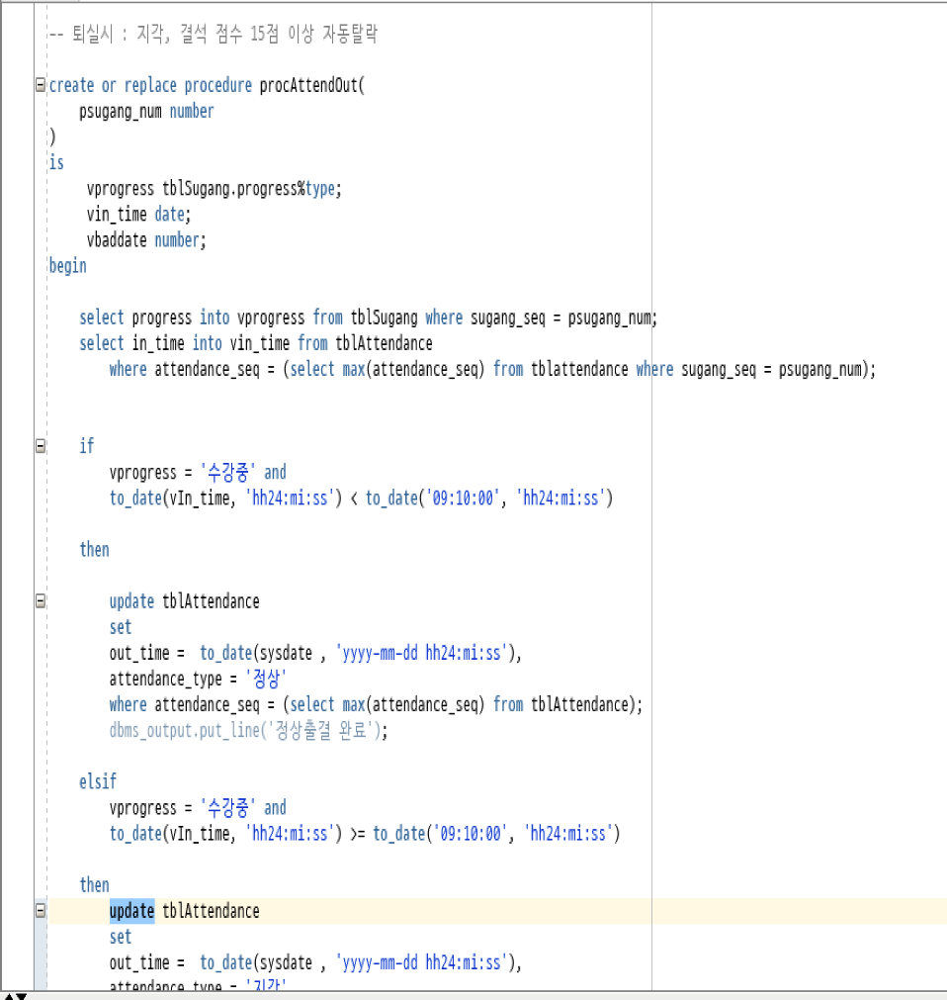 -- 퇴실시 : 지각, 결석 점수 15점 이상 자동탈락
create or replace procedure procAttendOut(
psugang_num number
)
is
vprogress tblSugang.progress%type;
vin_time date;
vbaddate number;
begin
select progress into vprogress from tblSugang where sugang_seq = psugang_num;
select in_time into vin_time from tblAttendance
where attendance_seq = (select max(attendance_seq) from tblattendance where sugang_seq = psugang_num);
if
vprogress = '수강중' and
to_date(vIn_time, 'hh24:mi:ss') < to_date('09:10:00', 'hh24:mi:ss')
then
update tblAttendance
set
out_time =  to_date(sysdate , 'yyyy-mm-dd hh24:mi:ss'),
attendance_type = '정상'
where attendance_seq = (select max(attendance_seq) from tblAttendance);
dbms_output.put_line('정상출결 완료');
elsif
vprogress = '수강중' and
to_date(vIn_time, 'hh24:mi:ss') >= to_date('09:10:00', 'hh24:mi:ss')
then
update tblAttendance
set
out_time =  to_date(sysdate , 'yyyy-mm-dd hh24:mi:ss'),
attendance_type = '지각'